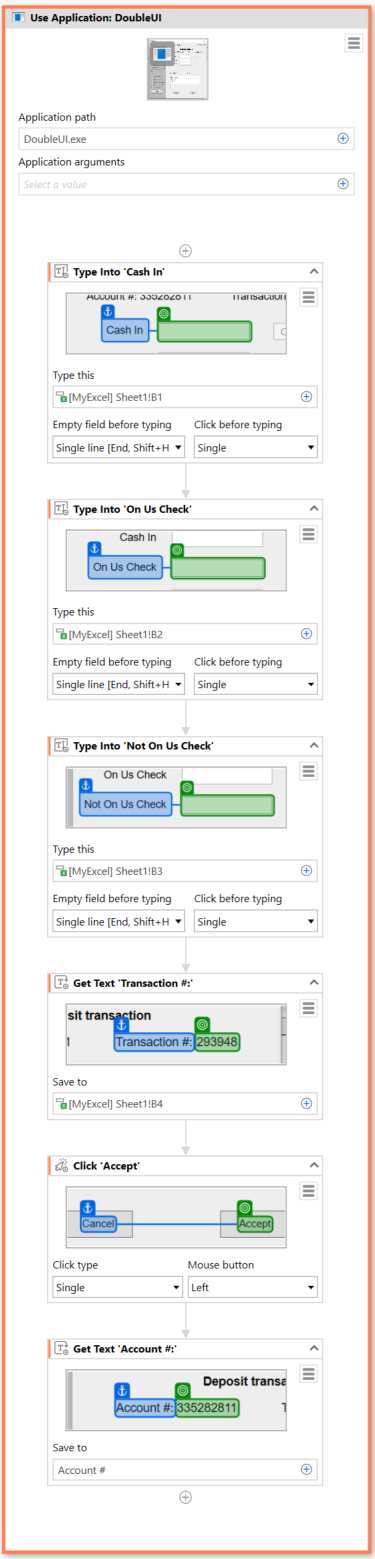 Use Application: DoubleUI
Application path
DoubleUI.exe
Application arguments
Select a value
Type Into 'Cash In'
Account #: 335282811 Transaction
Cash In
Type this
[MyExcel] Sheet1!B1
Empty field before typing Click before typing
Single line [End, Shift+H Single
Type Into 'On Us Check'
Cash In
On Us Check
Type this
[MyExcel] Sheet1!B2
Empty field before typing Click before typing
Single line [End, Shift+H Single
Type Into 'Not On Us Check'
On Us Check
Not On Us Check
Type this
[MyExcel] Sheet1!B3
Empty field before typing Click before typing
Single line [End, Shift+H Single
Get Text 'Transaction #:'
sit transaction
1 Transaction #: 293948
Save to
[MyExcel] Sheet1!B4
Click 'Accept'
Cancel Accept
Click type Mouse button
Single Left
Get Text 'Account #:'
Deposit transa
Account #: 335282811
Save to
Account #